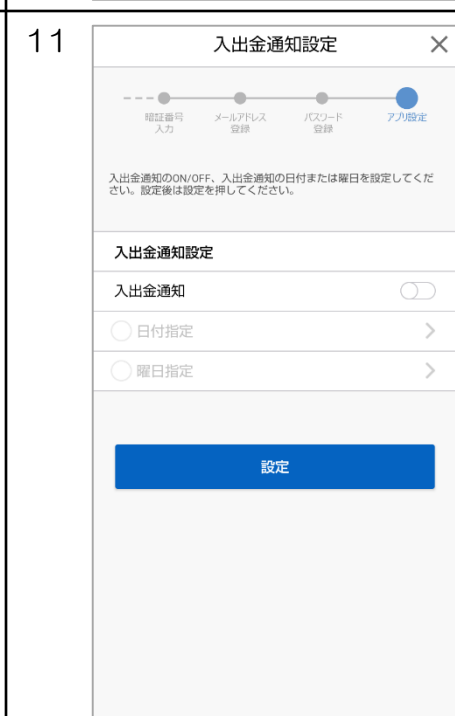 11
入出金通知設定
暗証番号
入力
メールアドレス
登録
パスワード
登録
アプリ設定
入出金通知のON/OFF、入出金通知の日付または曜日を設定してくだ
さい。設定後は設定を押してください。
入出金通知設定
入出金通知
日付指定
曜日指定
設定